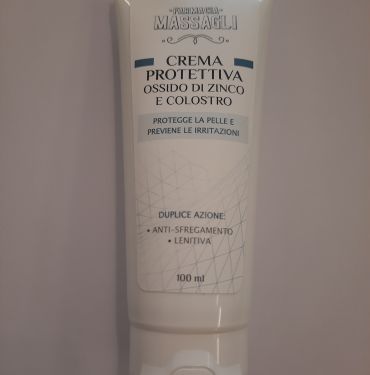 FARMACIA
MASSAGLI
CREMA
PROTETTIVA
OSSIDO DI ZINCO
E COLOSTRO
PROTEGGE LA PELLE E
PREVIENE LE IRRITAZIONI
DUPLICE AZIONE:
• ANTI-SFREGAMENTO
• LENITIVA
100 ml